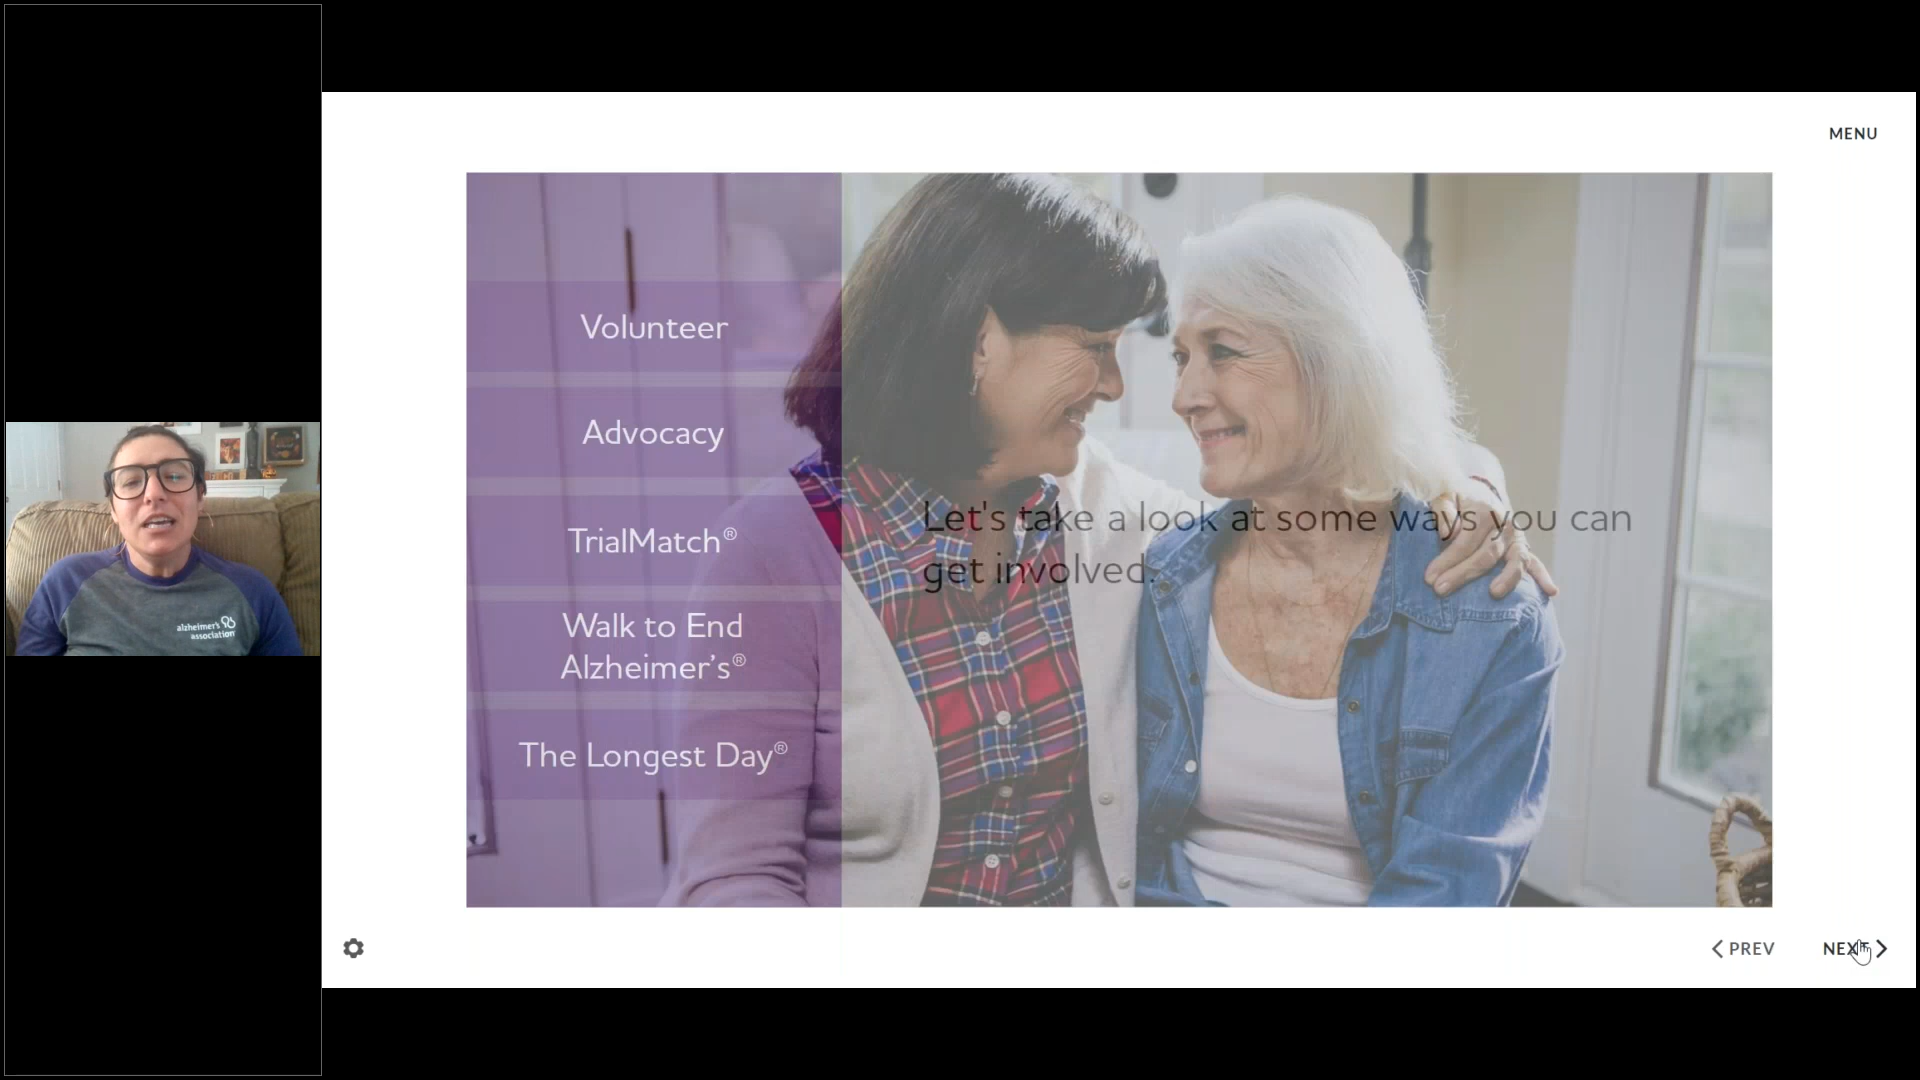 MENU
Volunteer
Advocacy
TrialMatch®
Walk to End
Alzheimer's®
The Longest Day®
Let's take a look at some ways you can
get involved.
alzheimer's
association
PREV
NEXT